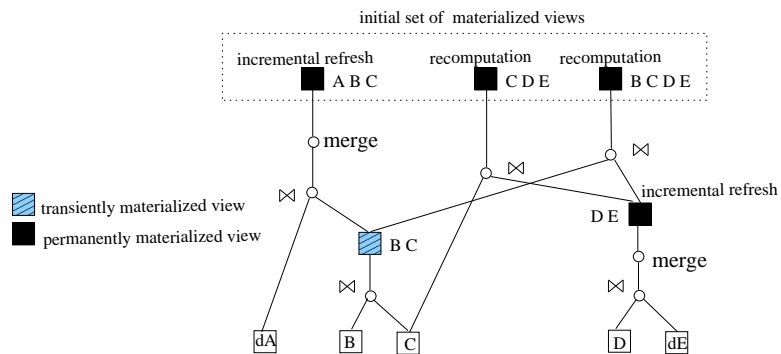 initial set of materialized views
incremental refresh
recomputation
recomputation
A B C
C D E
B C D E
merge
incremental refresh
transiently materialized view
D E
permanently materialized view
B C
merge
dA
B
C
D
dE